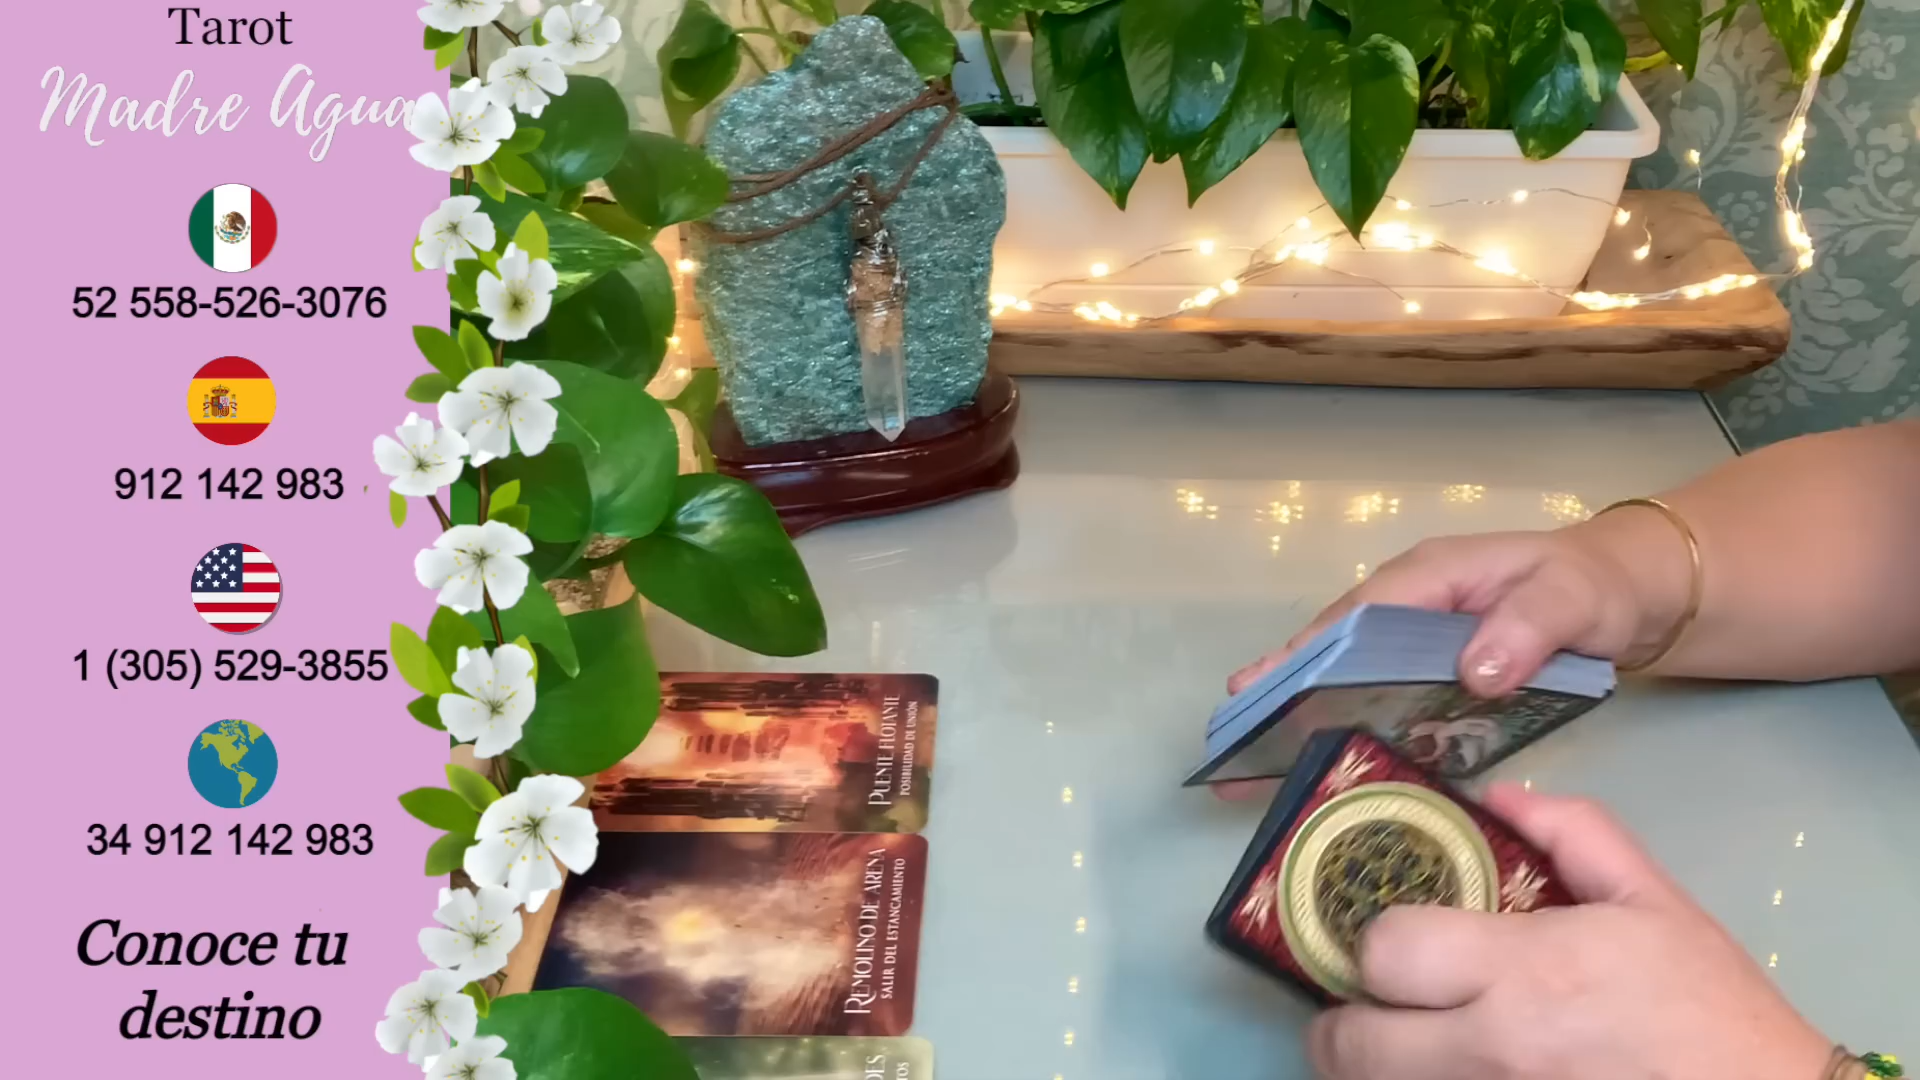 Tarot
Madre Agua
52 558-526-3076
912 142 983
1 (305) 529-3855
34 912 142 983
Conoce tu
destino
PUENTE FLOTANTE
POSIBILIDAD DE UNIÓN
REMOLINO DE ARENA
SALIR DEL ESTANCAMIENTO